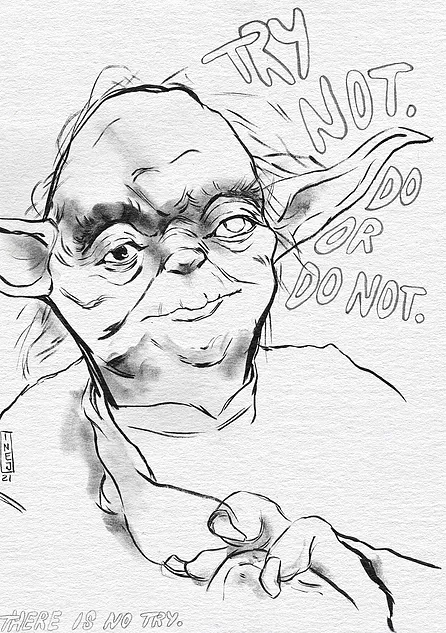 TRY
NOT.
DO
OR
DO NOT.
INEJ
21
THERE IS NO TRY.